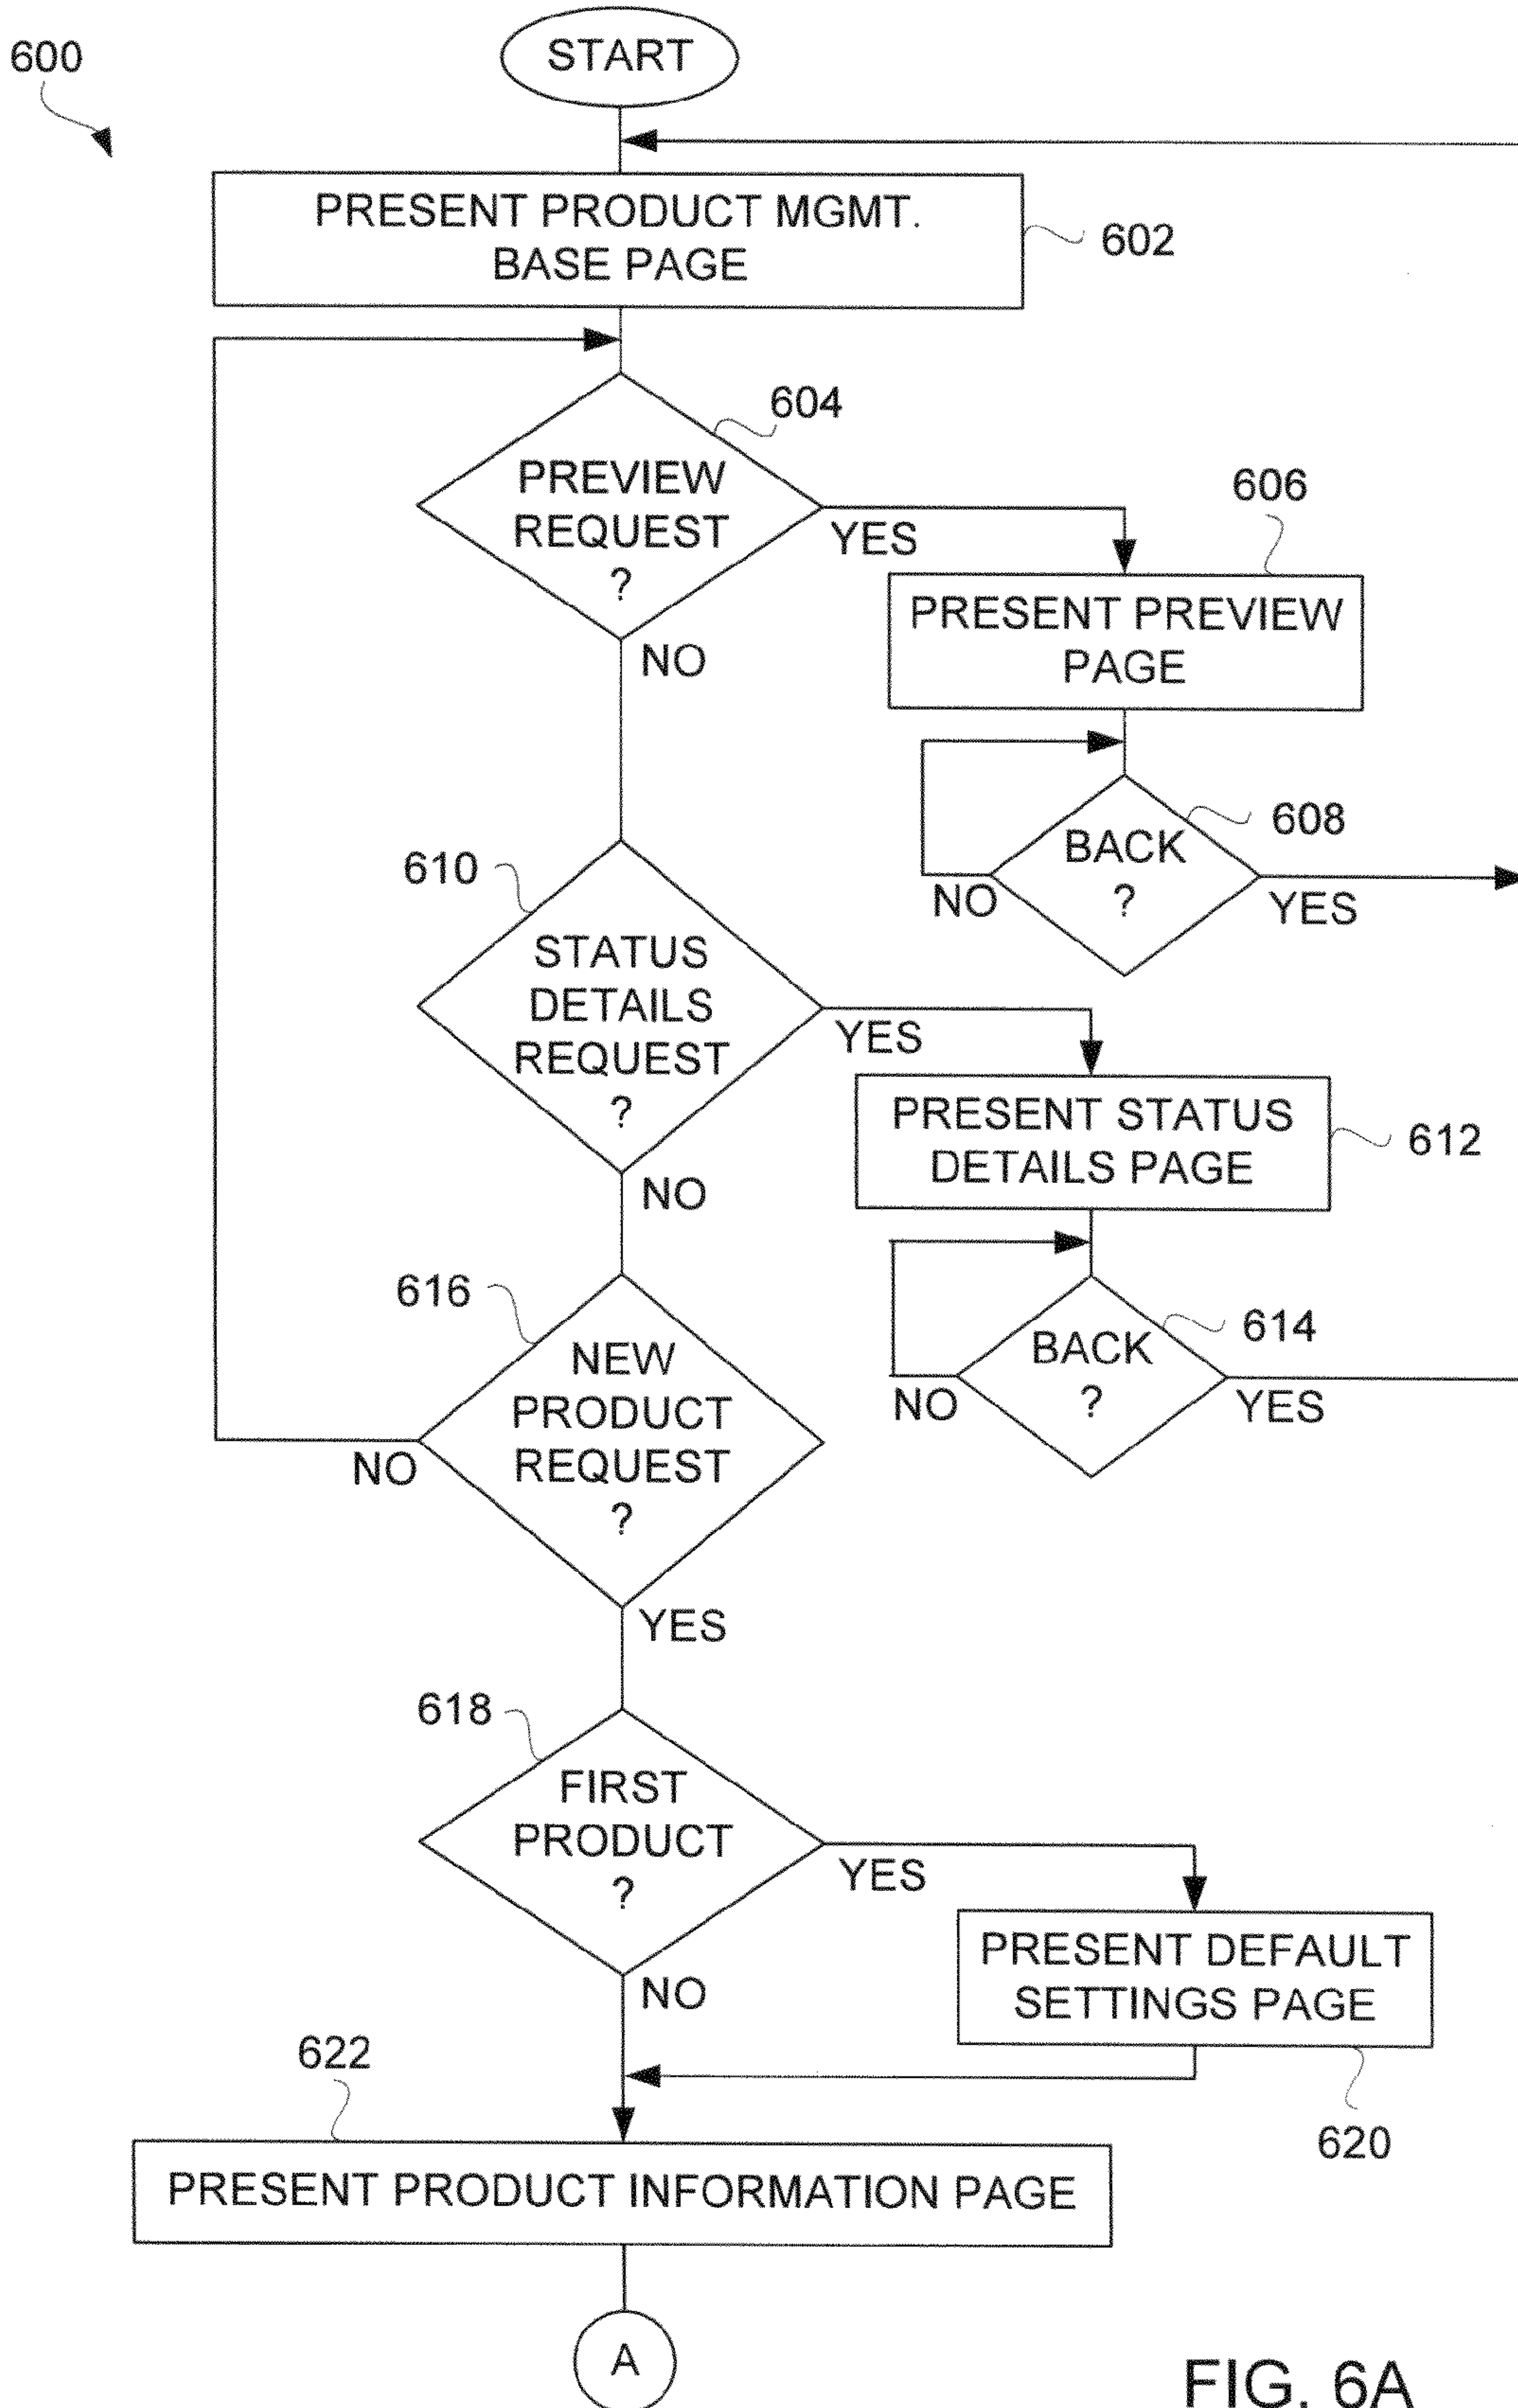 600
START
PRESENT PRODUCT MGMT.
BASE PAGE
602
604
PREVIEW
REQUEST
?
YES
NO
606
PRESENT PREVIEW
PAGE
608
BACK
?
NO
YES
610
STATUS
DETAILS
REQUEST
?
YES
NO
PRESENT STATUS
DETAILS PAGE
612
614
BACK
?
NO
YES
616
NEW
PRODUCT
REQUEST
?
NO
YES
618
FIRST
PRODUCT
?
YES
NO
PRESENT DEFAULT
SETTINGS PAGE
620
622
PRESENT PRODUCT INFORMATION PAGE
A
FIG. 6A